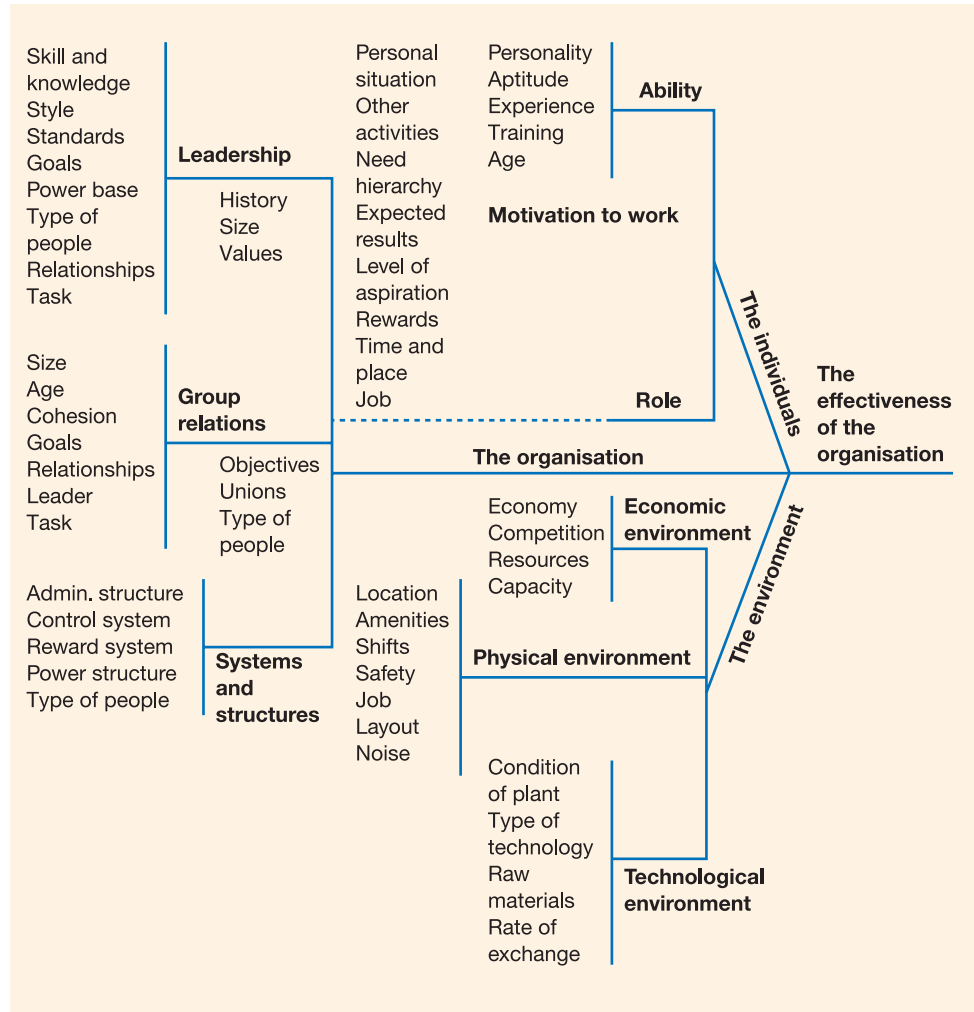 Skill and
knowledge
Style
Standards
Goals
Power base
Type of
people
Relationships
Task
Leadership
History
Size
Values
Personal
situation
Other
activities
Need
hierarchy
Expected
results
Level of
aspiration
Rewards
Time and
place
Job
Personality
Aptitude
Experience
Training
Age
Ability
Motivation to work
Role
The individuals
The
effectiveness
of the
organisation
Size
Age
Cohesion
Goals
Relationships
Leader
Task
Group
relations
Objectives
Unions
Type of
people
The organisation
Admin. structure
Control system
Reward system
Power structure
Type of people
Systems
and
structures
Economy
Competition
Resources
Capacity
Economic
environment
The environment
Location
Amenities
Shifts
Safety
Job
Layout
Noise
Physical environment
Condition
of plant
Type of
technology
Raw
materials
Rate of
exchange
Technological
environment